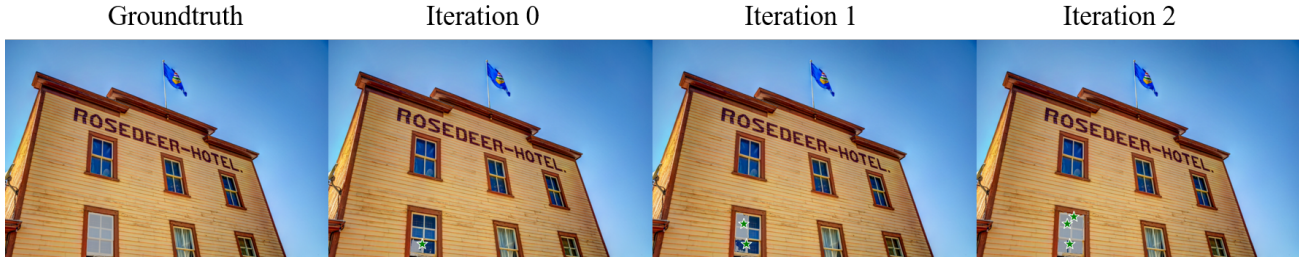 Groundtruth
Iteration 0
Iteration 1
Iteration 2
ROSEDEER-HOTEL.
ROSEDEER-HOTEL.
ROSEDEER-HOTEL.
ROSEDEER-HOTEL.